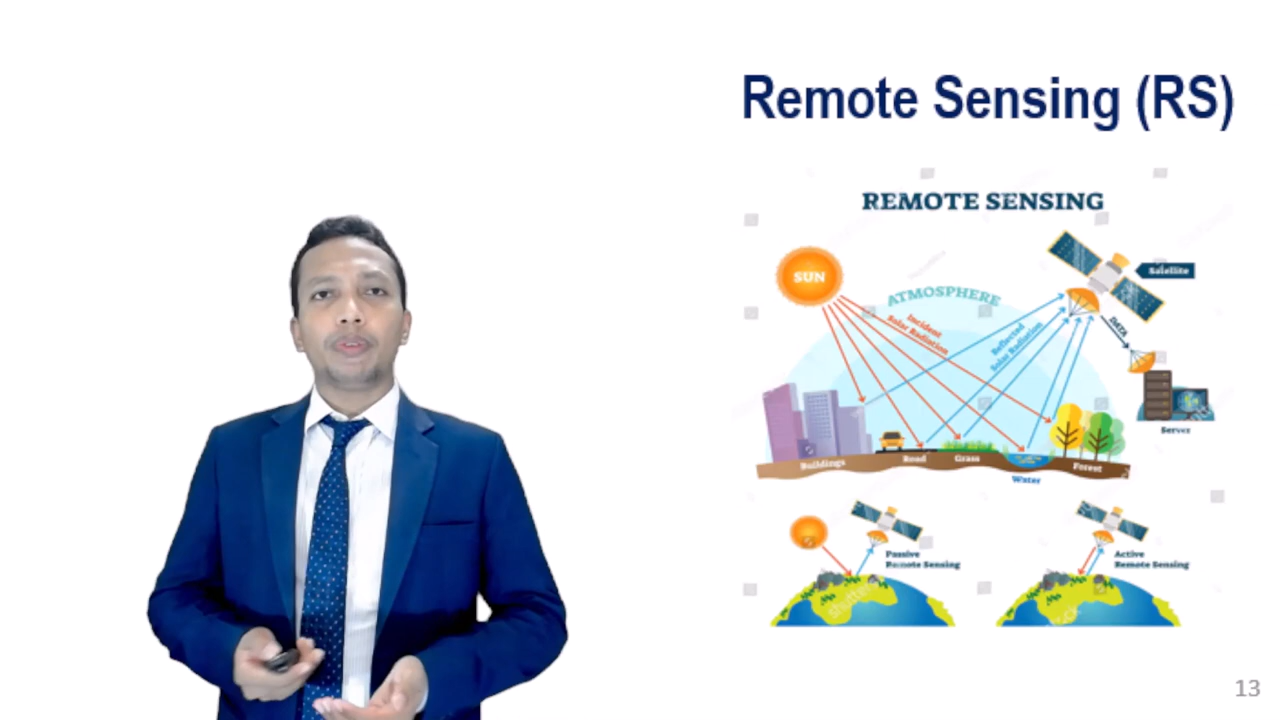 Remote Sensing (RS)
REMOTE SENSING
SUN
Satellite
ATMOSPHERE
Incident
Solar Radiation
Reflected
Solar Radiation
DATA
Server
Buildings
Road
Grass
Water
Forest
Passive
Remote Sensing
Active
Remote Sensing
13